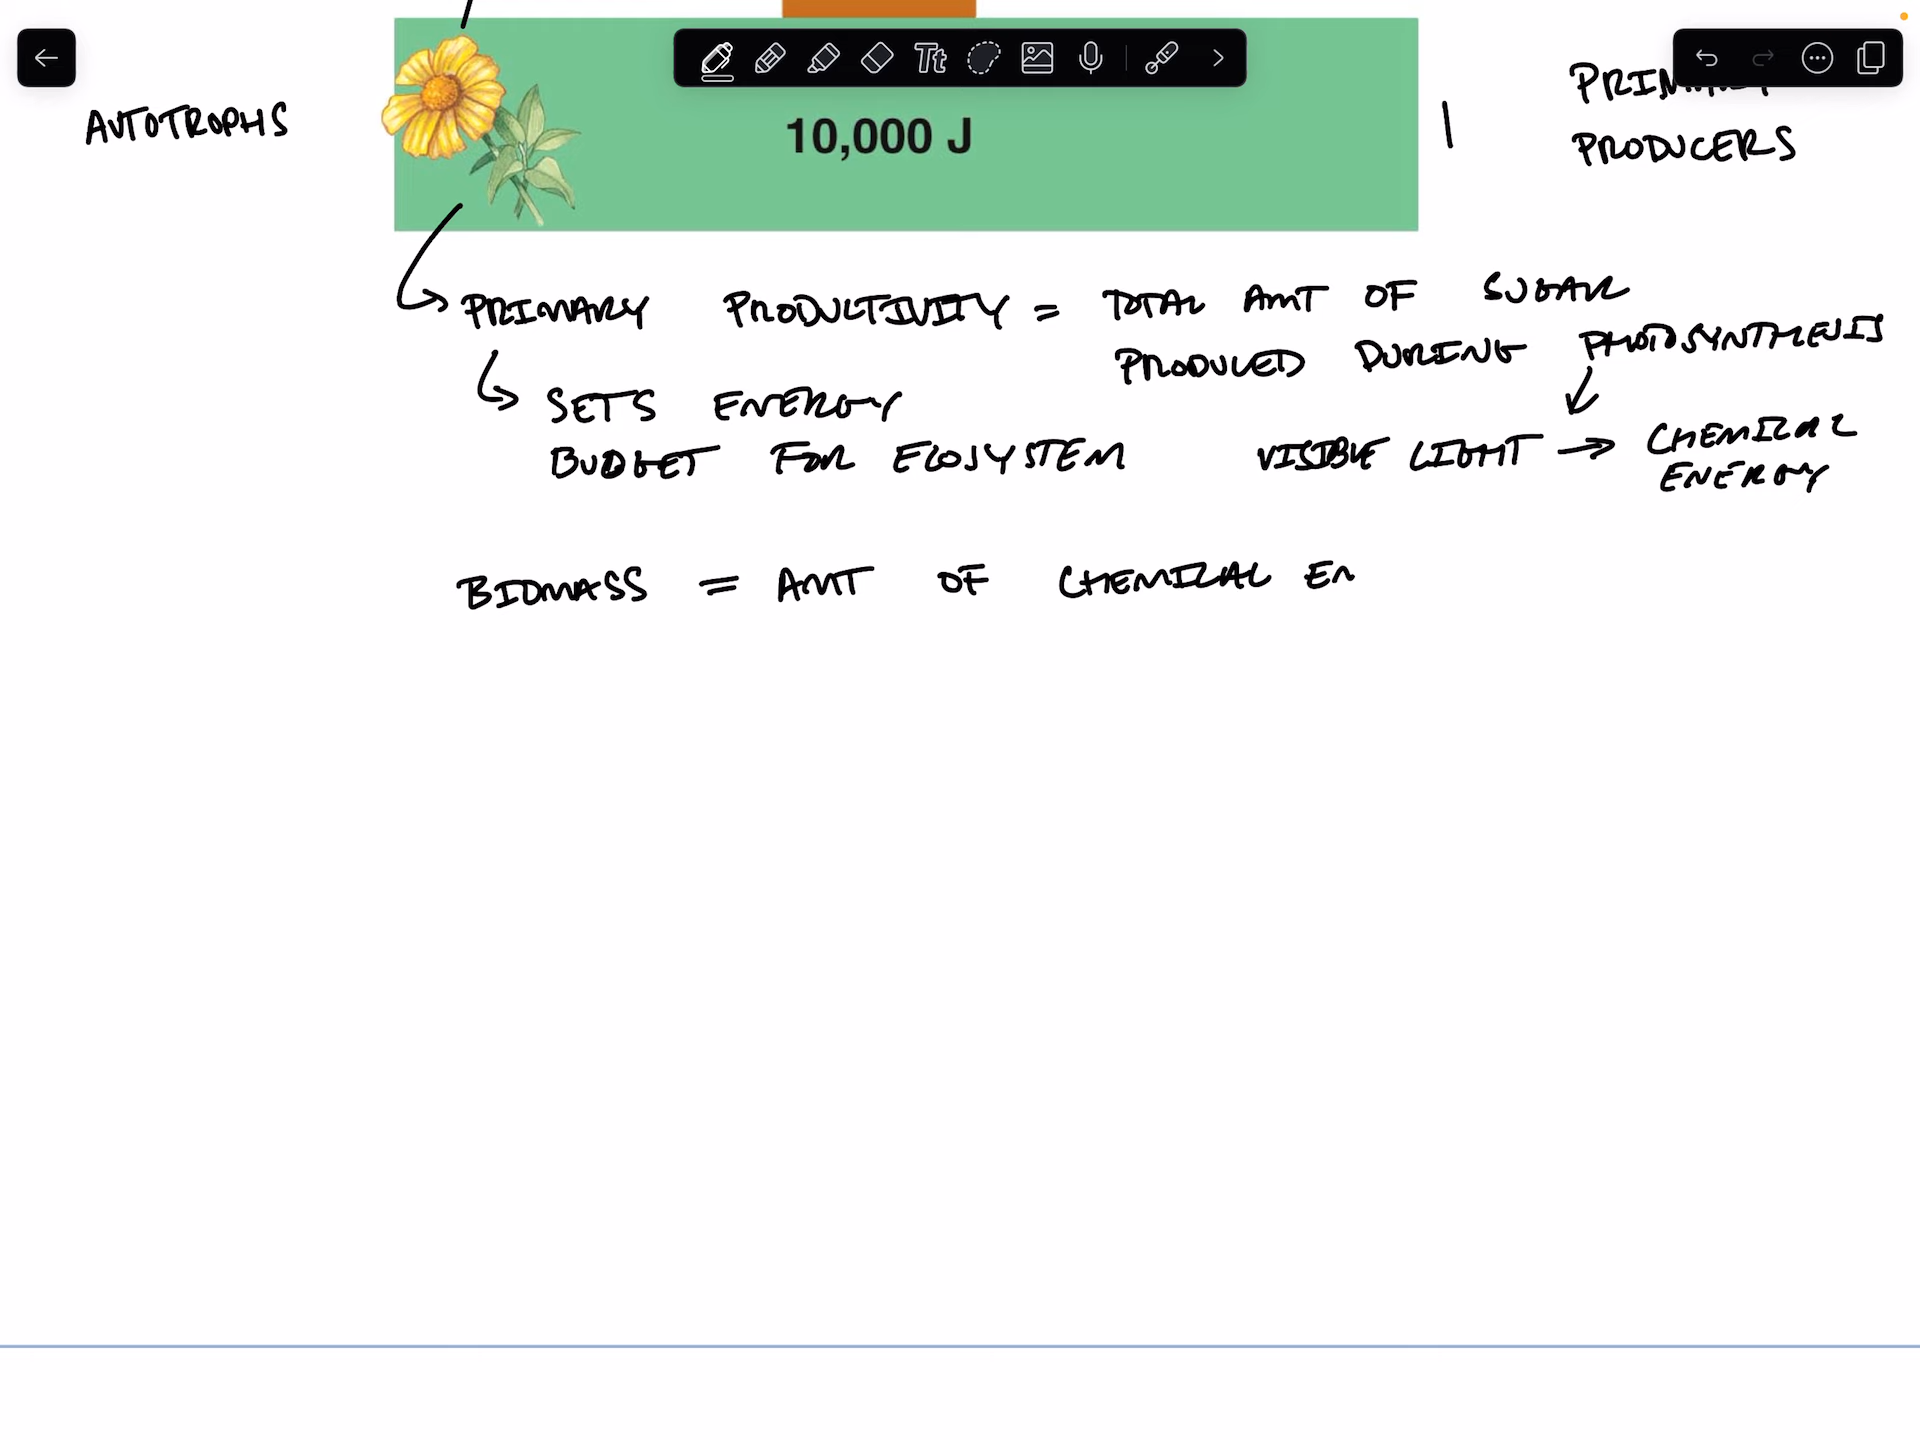 AUTOTROPHS
10,000 J
PRIMARY
PRODUCERS
PRIMARY PRODUCTIVITY = TOTAL AMT OF SUGAR
PRODUCED DURING PHOTOSYNTHESIS
SETS ENERGY
BUDGET FOR ECOSYSTEM
VISIBLE LIGHT → CHEMICAL
ENERGY
BIOMASS = AMT OF CHEMICAL EN
Tt